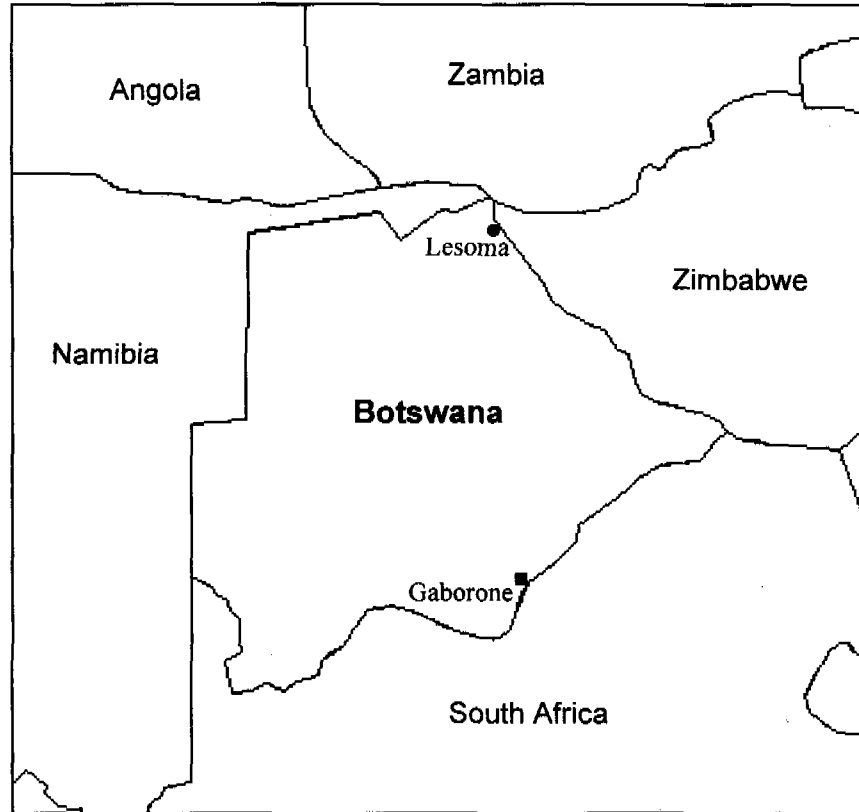 Angola
Zambia
Lesoma
Zimbabwe
Namibia
Botswana
Gaborone
South Africa